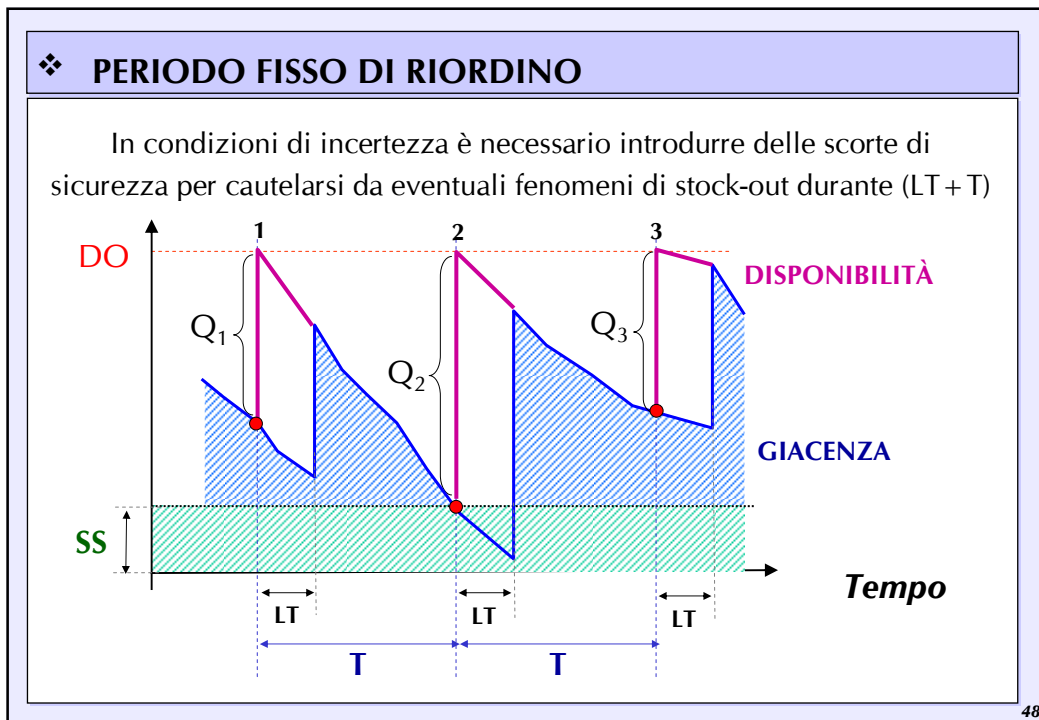 ❖ PERIODO FISSO DI RIORDINO
In condizioni di incertezza è necessario introdurre delle scorte di
sicurezza per cautelarsi da eventuali fenomeni di stock-out durante (LT+T)
1
2
3
DO
DISPONIBILITÀ
Q1
Q2
Q3
GIACENZA
SS
Tempo
LT
LT
LT
T
T
48